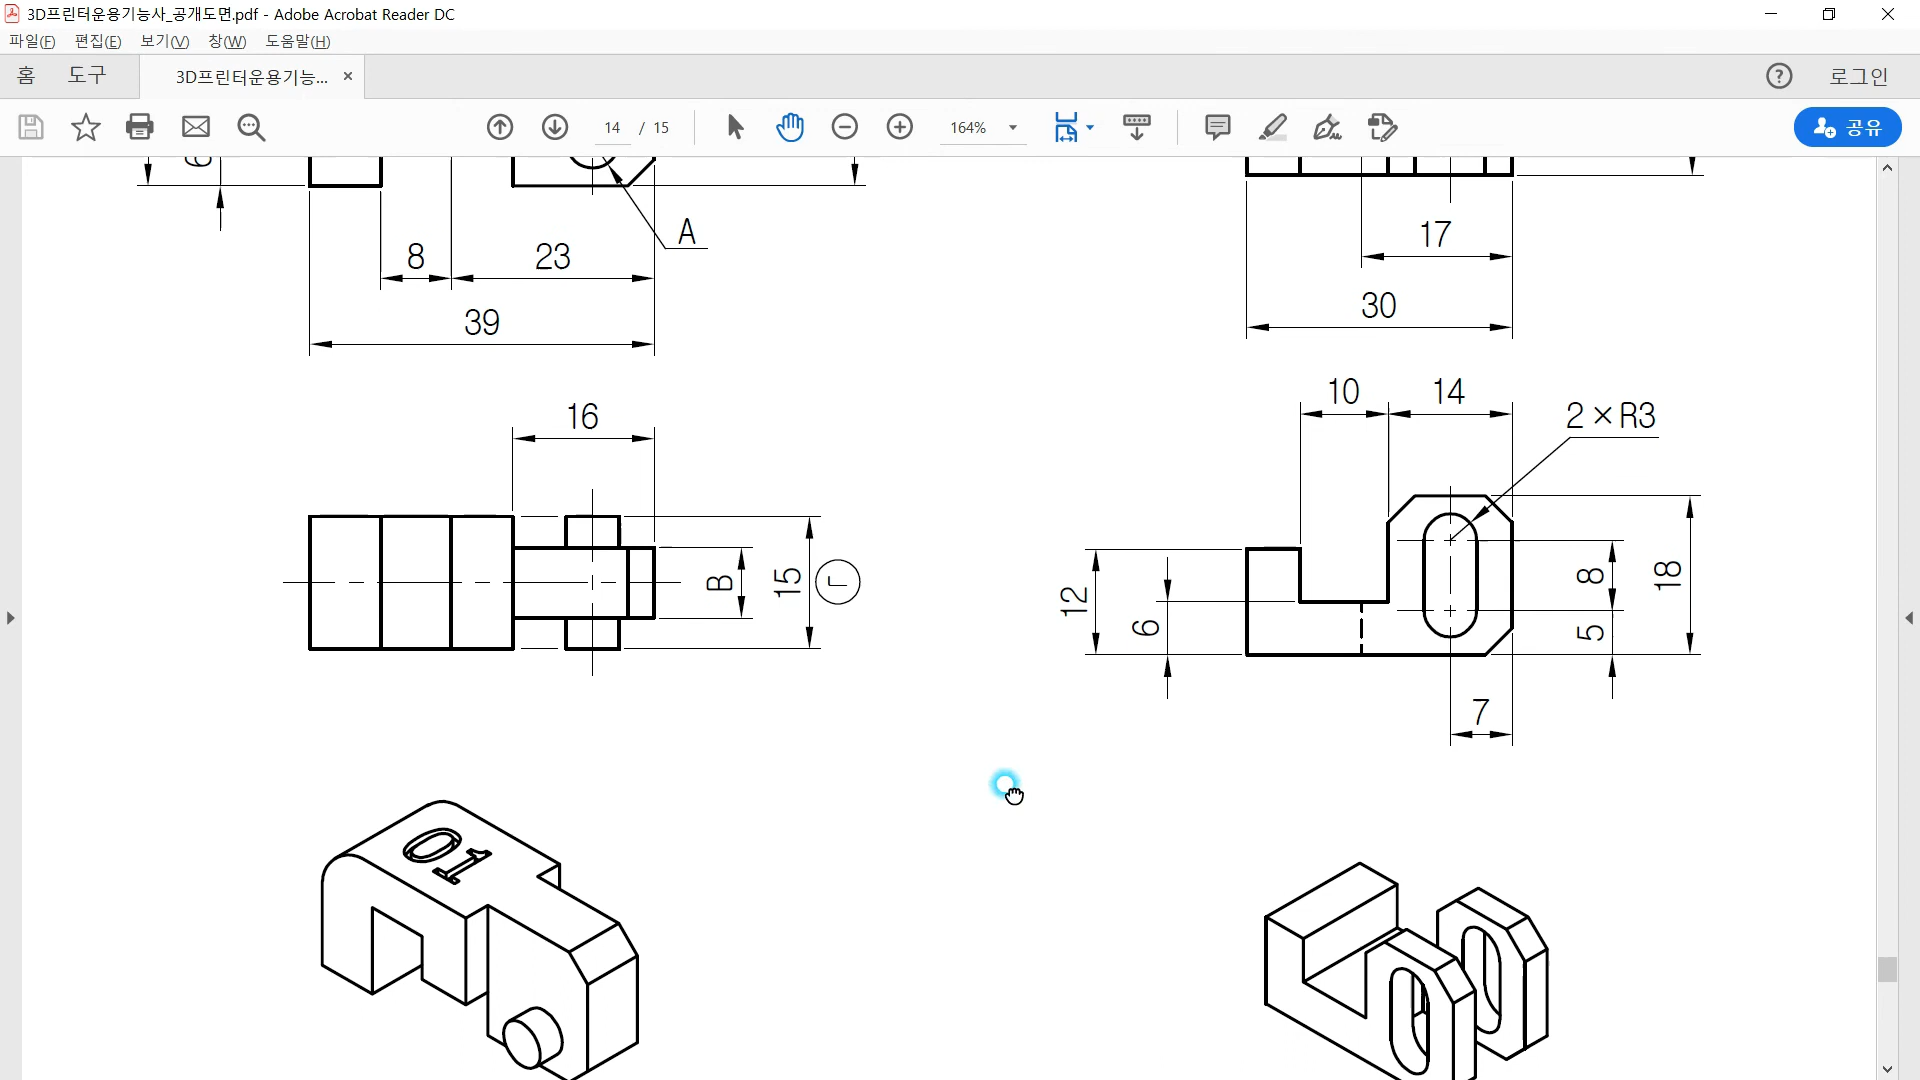 3D프린터운용기능사_공개도면.pdf - Adobe Acrobat Reader DC
파일(F) 편집(E) 보기(V) 창(W) 도움말(H)
홈 도구 3D프린터운용기능... × ? 로그인
14 / 15 164% 공유
6
A
8 23
39
17
30
16
B 15 ㄱ
10 14
2×R3
12 6 8 5 18
7
01